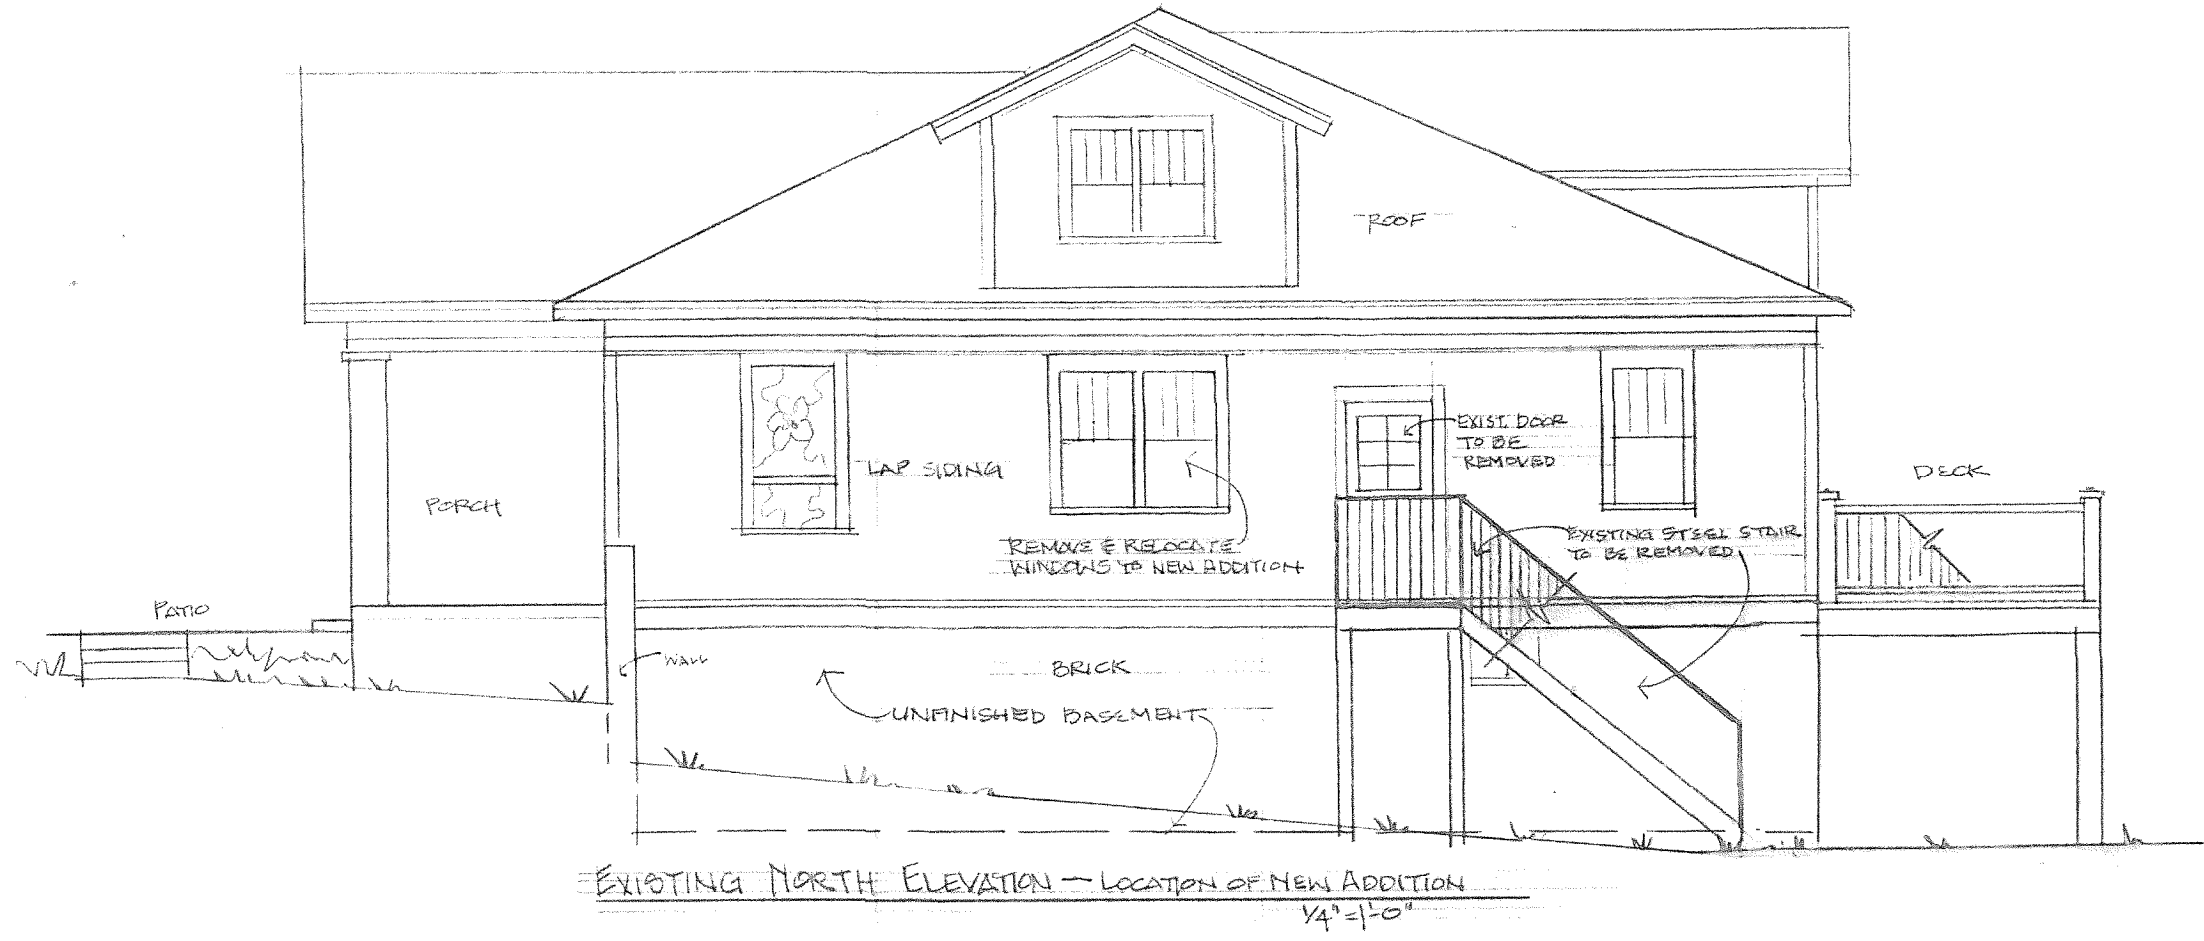 ROOF
EXIST. DOOR
TO BE
REMOVED
LAP SIDING
DECK
PORCH
REMOVE & RELOCATE
WINDOWS TO NEW ADDITION
EXISTING STEEL STAIR
TO BE REMOVED
PATIO
WALL
BRICK
UNFINISHED BASEMENT
EXISTING NORTH ELEVATION — LOCATION OF NEW ADDITION
1/4" = 1'-0"